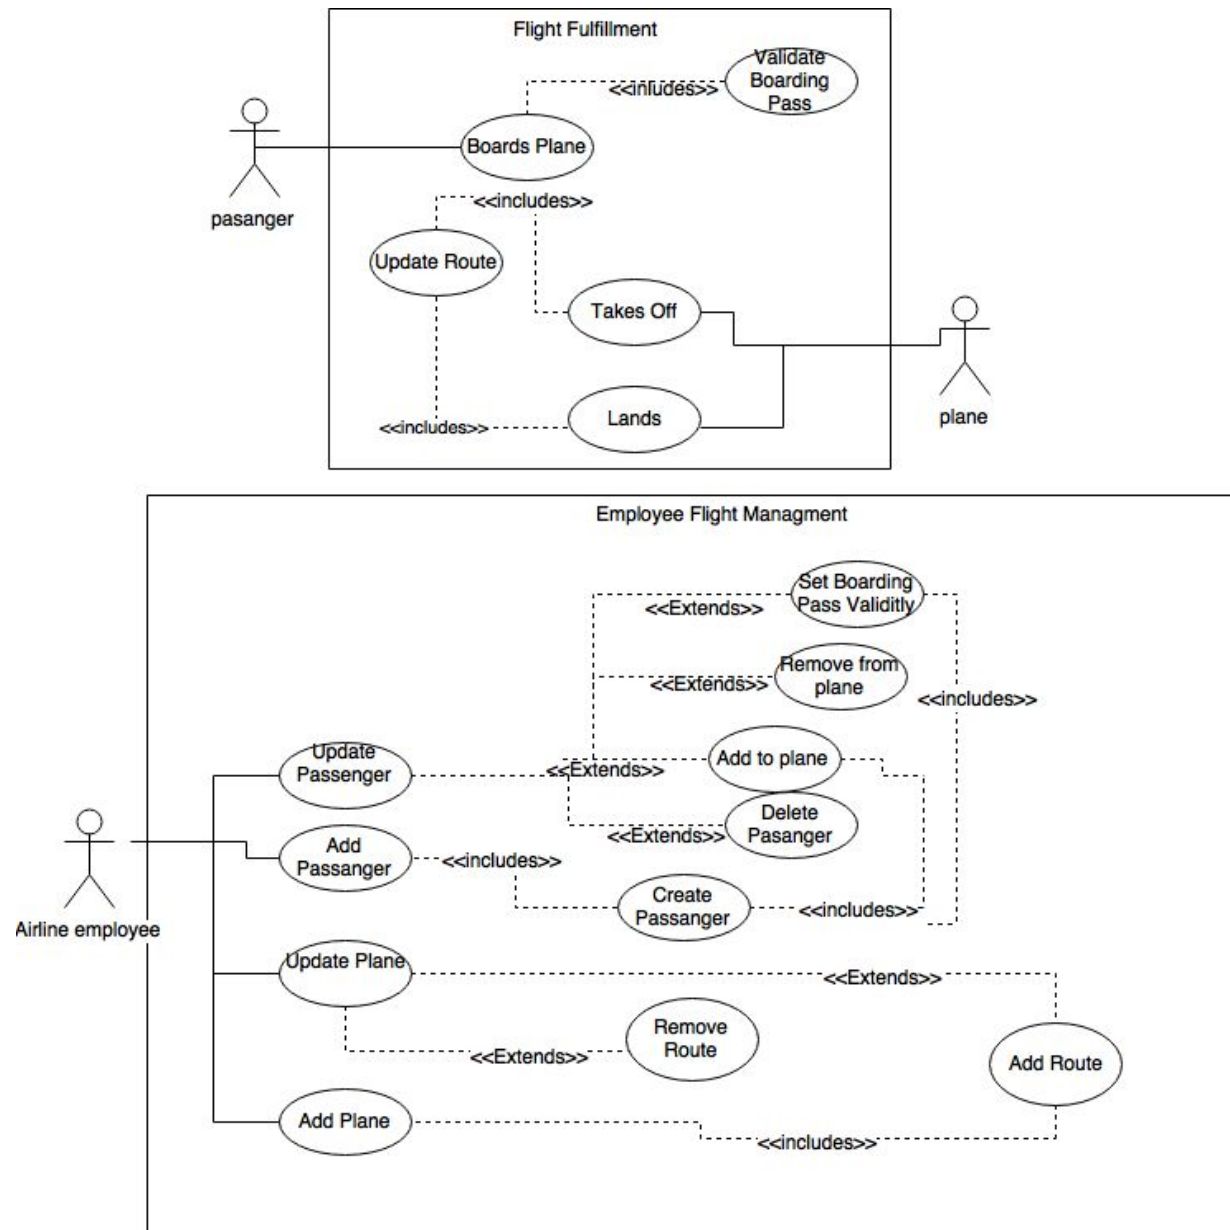 Flight Fulfillment
Validate
Boarding
Pass
<<inludes>>
Boards Plane
pasanger
<<includes>>
Update Route
Takes Off
Lands
<<includes>>
plane
Employee Flight Managment
Set Boarding
Pass Validitly
<<Extends>>
Remove from
plane
<<Extends>>
<<includes>>
Update
Passenger
<<Extends>>
Add to plane
Delete
Pasanger
<<Extends>>
Add
Passanger
<<includes>>
Create
Passanger
<<includes>>
Airline employee
Update Plane
<<Extends>>
Remove
Route
<<Extends>>
Add Route
Add Plane
<<includes>>